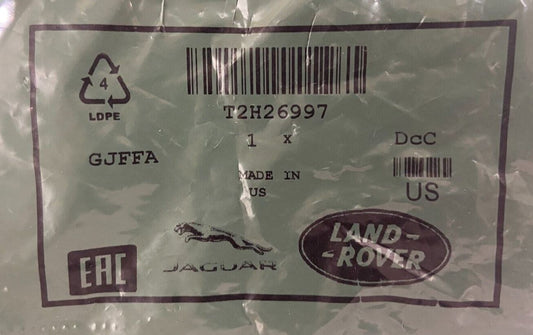 4
LDPE
T2H26997
1 x
DcC
GJFFA
MADE IN
US
US
EAC
JAGUAR
LAND-
-ROVER